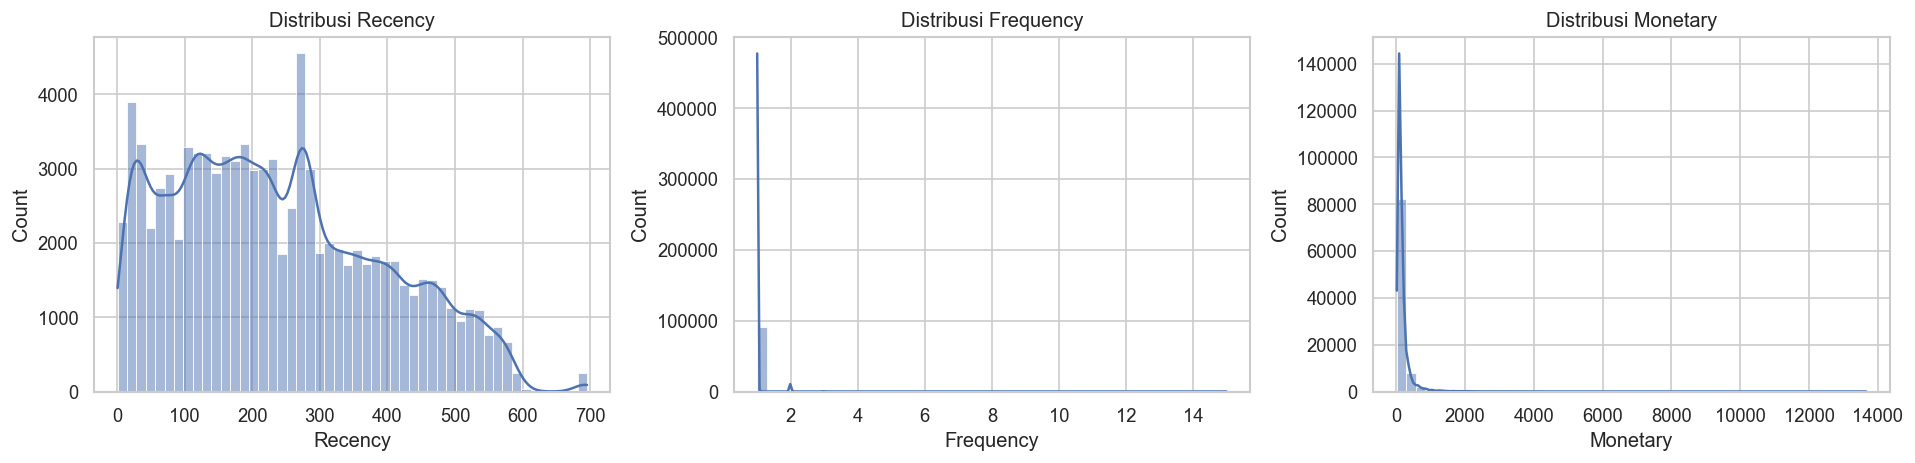 Distribusi Recency
Count
4000
3000
2000
1000
0
0 100 200 300 400 500 600 700
Recency
Distribusi Frequency
Count
500000
400000
300000
200000
100000
0
2 4 6 8 10 12 14
Frequency
Distribusi Monetary
Count
140000
120000
100000
80000
60000
40000
20000
0
0 2000 4000 6000 8000 10000 12000 14000
Monetary